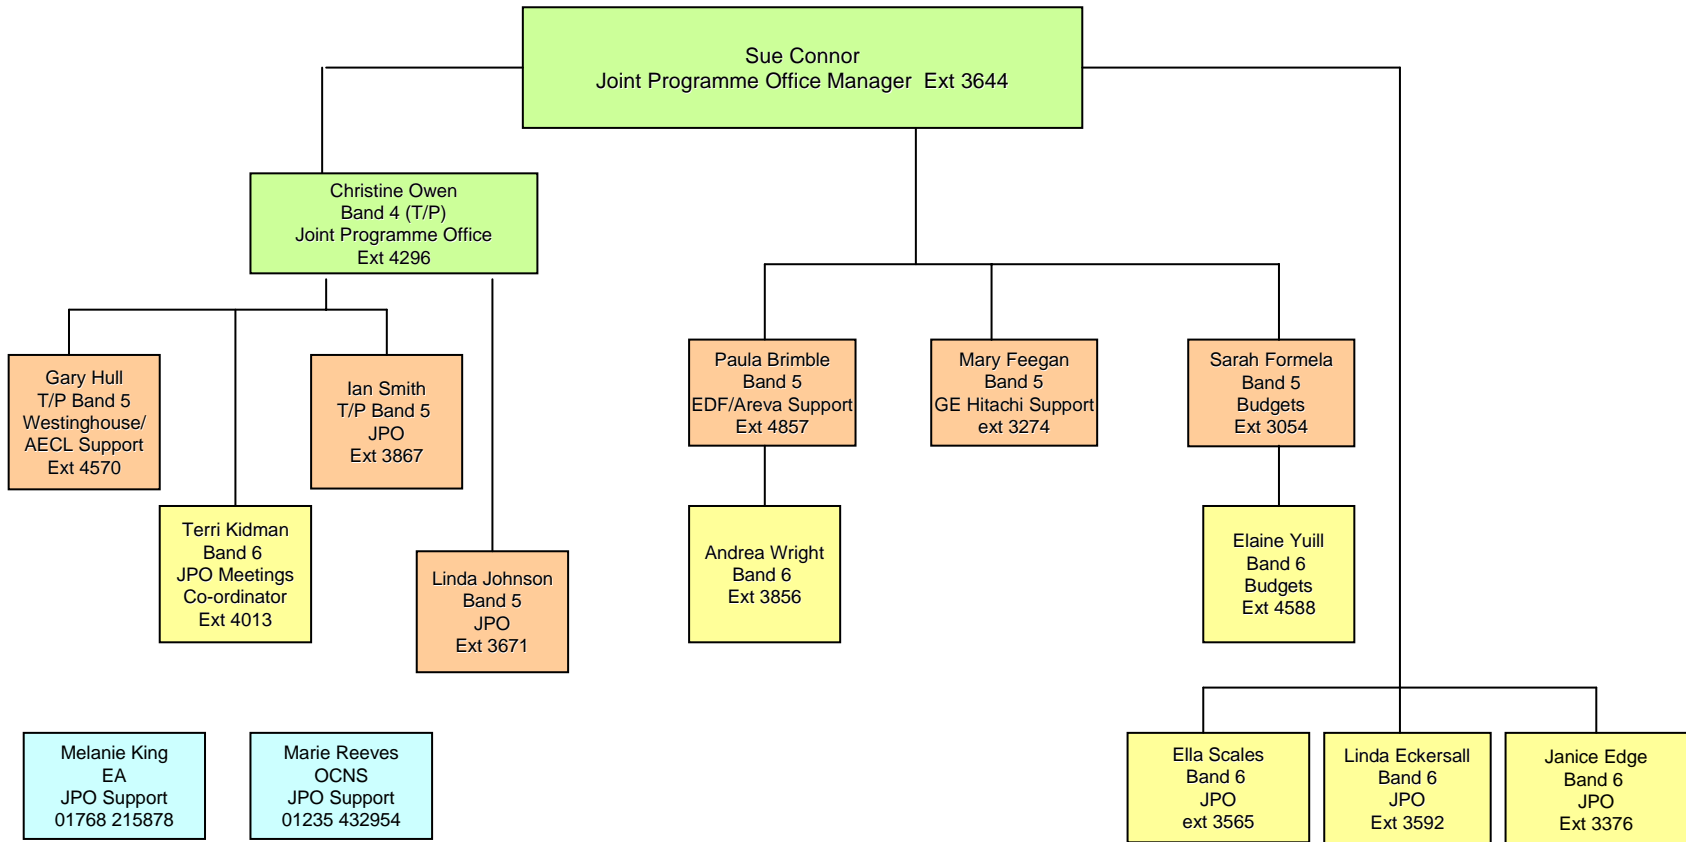 Sue Connor
Joint Programme Office Manager  Ext 3644
Christine Owen
Band 4 (T/P)
Joint Programme Office
Ext 4296
Gary Hull
T/P Band 5
Westinghouse/
AECL Support
Ext 4570
Ian Smith
T/P Band 5
JPO
Ext 3867
Paula Brimble
Band 5
EDF/Areva Support
Ext 4857
Mary Feegan
Band 5
GE Hitachi Support
ext 3274
Sarah Formela
Band 5
Budgets
Ext 3054
Terri Kidman
Band 6
JPO Meetings
Co-ordinator
Ext 4013
Linda Johnson
Band 5
JPO
Ext 3671
Andrea Wright
Band 6
Ext 3856
Elaine Yuill
Band 6
Budgets
Ext 4588
Melanie King
EA
JPO Support
01768 215878
Marie Reeves
OCNS
JPO Support
01235 432954
Ella Scales
Band 6
JPO
ext 3565
Linda Eckersall
Band 6
JPO
Ext 3592
Janice Edge
Band 6
JPO
Ext 3376